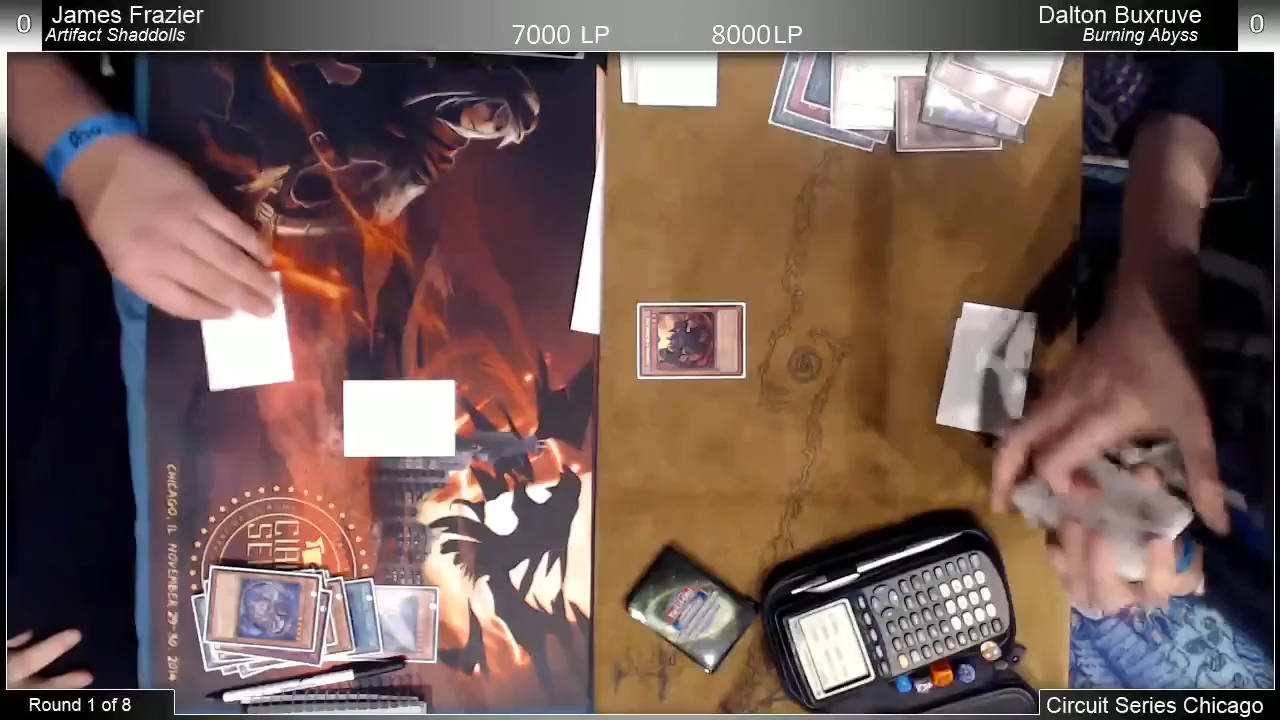 0
James Frazier
Artifact Shaddolls
7000 LP
8000LP
Dalton Buxruve
Burning Abyss
0
CHICAGO, IL NOVEMBER 29-30, 2014
Round 1 of 8
Circuit Series Chicago